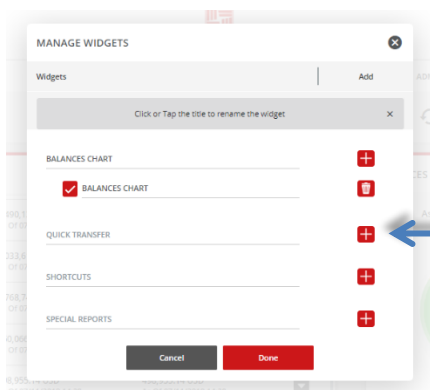 MANAGE WIDGETS
Widgets Add
Click or Tap the title to rename the widget
BALANCES CHART
BALANCES CHART
QUICK TRANSFER
SHORTCUTS
SPECIAL REPORTS
Cancel Done